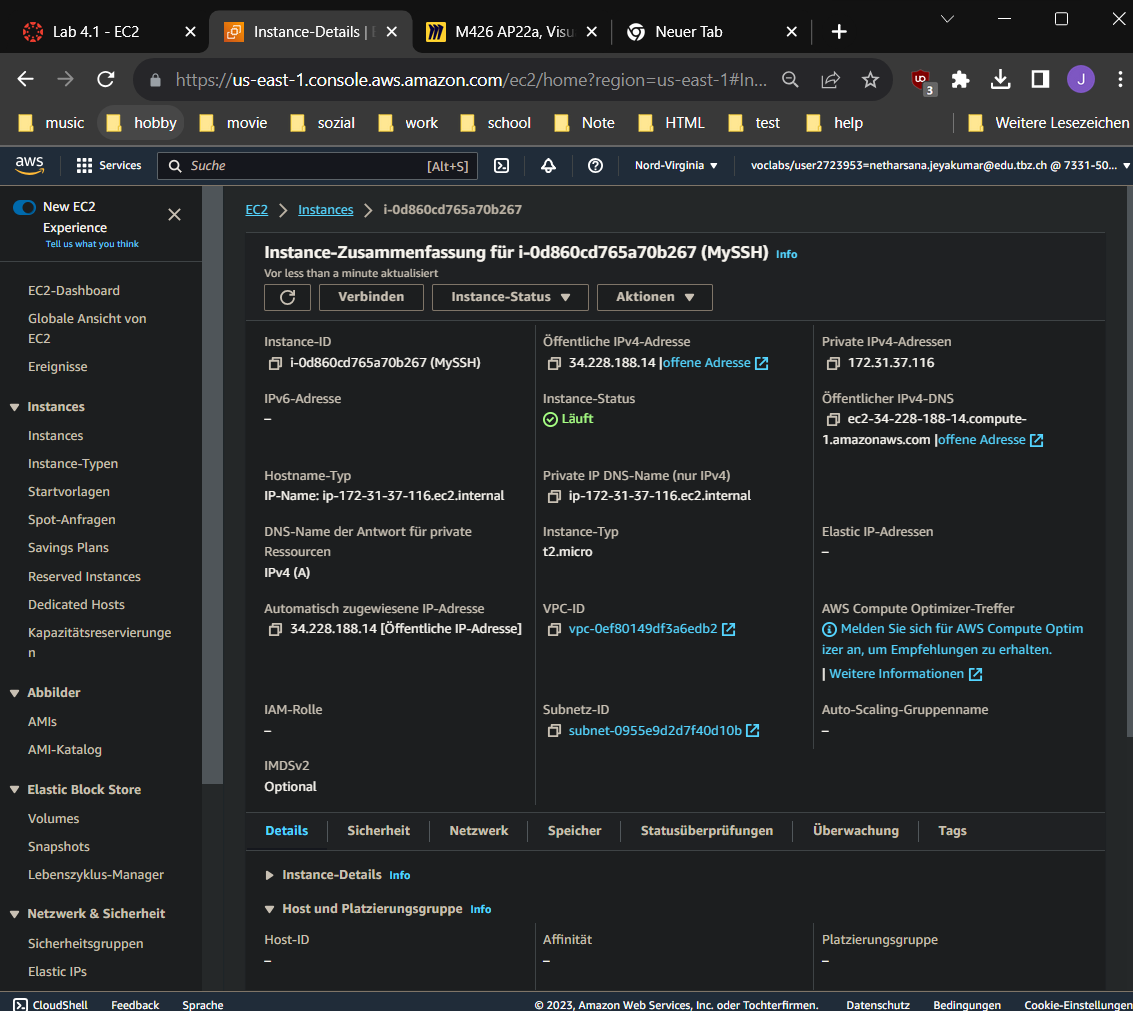 Lab 4.1 - EC2
Instance-Details | E
M426 AP22a, Visu
Neuer Tab
https://us-east-1.console.aws.amazon.com/ec2/home?region=us-east-1#In...
3
J
music
hobby
movie
sozial
work
school
Note
HTML
test
help
Weitere Lesezeichen
aws
Services
Suche
[Alt+S]
Nord-Virginia
voclabs/user2723953=netharsana.jeyakumar@edu.tbz.ch @ 7331-50...
New EC2
Experience
Tell us what you think
EC2-Dashboard
Globale Ansicht von
EC2
Ereignisse
Instances
Instances
Instance-Typen
Startvorlagen
Spot-Anfragen
Savings Plans
Reserved Instances
Dedicated Hosts
Kapazitätsreservierunge
n
Abbilder
AMIs
AMI-Katalog
Elastic Block Store
Volumes
Snapshots
Lebenszyklus-Manager
Netzwerk & Sicherheit
Sicherheitsgruppen
Elastic IPs
EC2
Instances
i-0d860cd765a70b267
Instance-Zusammenfassung für i-0d860cd765a70b267 (MySSH) Info
Vor less than a minute aktualisiert
Verbinden
Instance-Status
Aktionen
Instance-ID
i-0d860cd765a70b267 (MySSH)
Öffentliche IPv4-Adresse
34.228.188.14 |offene Adresse
Private IPv4-Adressen
172.31.37.116
IPv6-Adresse
–
Instance-Status
Läuft
Öffentlicher IPv4-DNS
ec2-34-228-188-14.compute-
1.amazonaws.com |offene Adresse
Hostname-Typ
IP-Name: ip-172-31-37-116.ec2.internal
Private IP DNS-Name (nur IPv4)
ip-172-31-37-116.ec2.internal
DNS-Name der Antwort für private
Ressourcen
IPv4 (A)
Instance-Typ
t2.micro
Elastic IP-Adressen
–
Automatisch zugewiesene IP-Adresse
34.228.188.14 [Öffentliche IP-Adresse]
VPC-ID
vpc-0ef80149df3a6edb2
AWS Compute Optimizer-Treffer
Melden Sie sich für AWS Compute Optim
izer an, um Empfehlungen zu erhalten.
| Weitere Informationen
IAM-Rolle
–
Subnetz-ID
subnet-0955e9d2d7f40d10b
Auto-Scaling-Gruppenname
–
IMDSv2
Optional
Details
Sicherheit
Netzwerk
Speicher
Statusüberprüfungen
Überwachung
Tags
Instance-Details Info
Host und Platzierungsgruppe Info
Host-ID
–
Affinität
–
Platzierungsgruppe
–
CloudShell
Feedback
Sprache
© 2023, Amazon Web Services, Inc. oder Tochterfirmen.
Datenschutz
Bedingungen
Cookie-Einstellungen